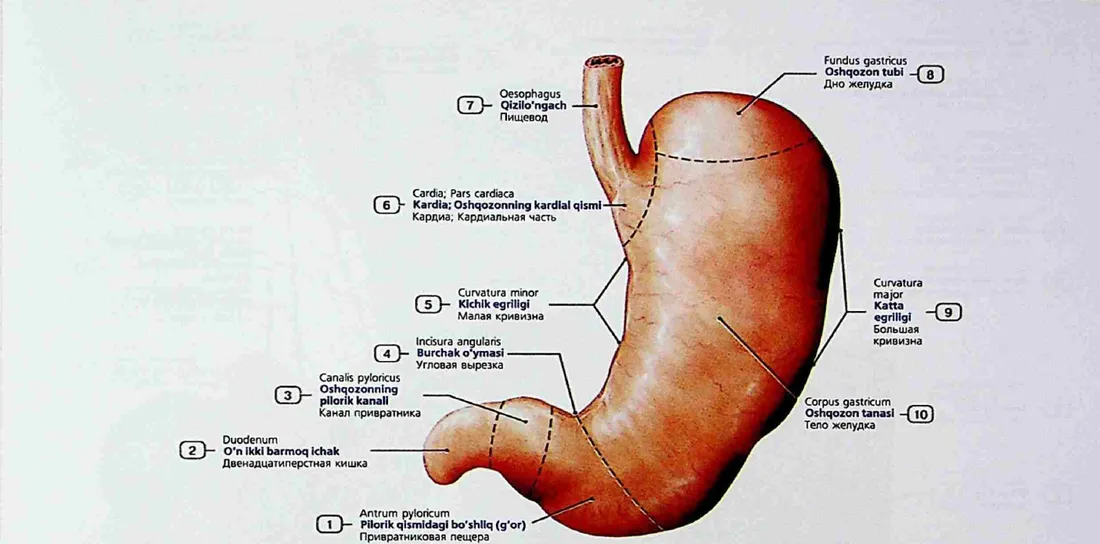 Fundus gastricus
Oshqozon tubi
Дно желудка
8
Oesophagus
Qizilo'ngach
Пищевод
7
Cardia; Pars cardiaca
Kardia; Oshqozonning kardial qismi
Кардиа; Кардиальная часть
6
Curvatura minor
Kichik egriligi
Малая кривизна
5
Curvatura
major
Katta
egriligi
Большая
кривизна
9
Incisura angularis
Burchak o'ymasi
Угловая вырезка
4
Canalis pyloricus
Oshqozonning
pilorik kanali
Канал привратника
3
Corpus gastricum
Oshqozon tanasi
Тело желудка
10
Duodenum
O'n ikki barmoq ichak
Двенадцатиперстная кишка
2
Antrum pyloricum
Pilorik qismidagi bo'shliq (g'or)
Привратниковая пещера
1